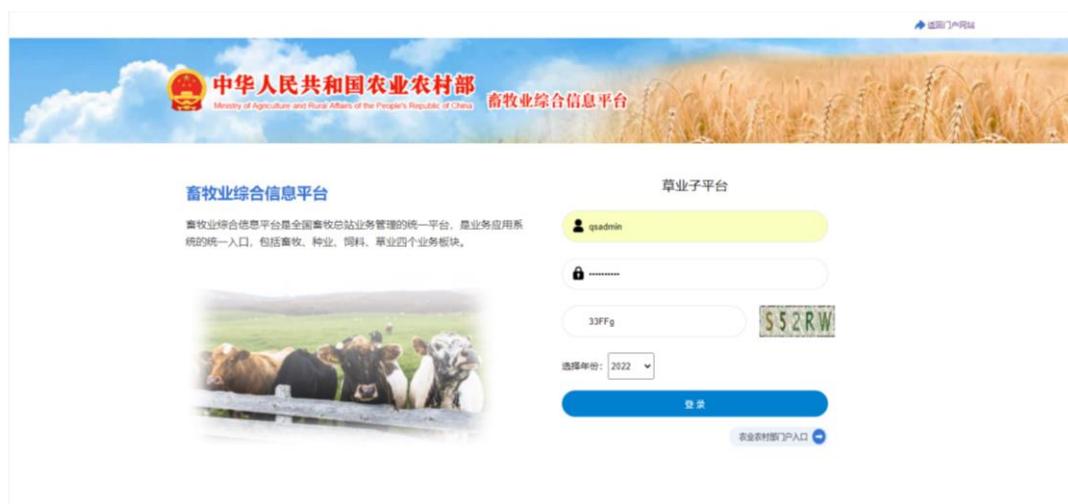 返回门户网站
中华人民共和国农业农村部
Ministry of Agriculture and Rural Affairs of the People's Republic of China
畜牧业综合信息平台
畜牧业综合信息平台
畜牧业综合信息平台是全国畜牧总站业务管理的统一平台，是业务应用系
统的统一入口，包括畜牧、种业、饲料、草业四个业务板块。
草业子平台
qsadmin
33FFg
S52RW
选择年份： 2022
登录
农业农村部门户入口